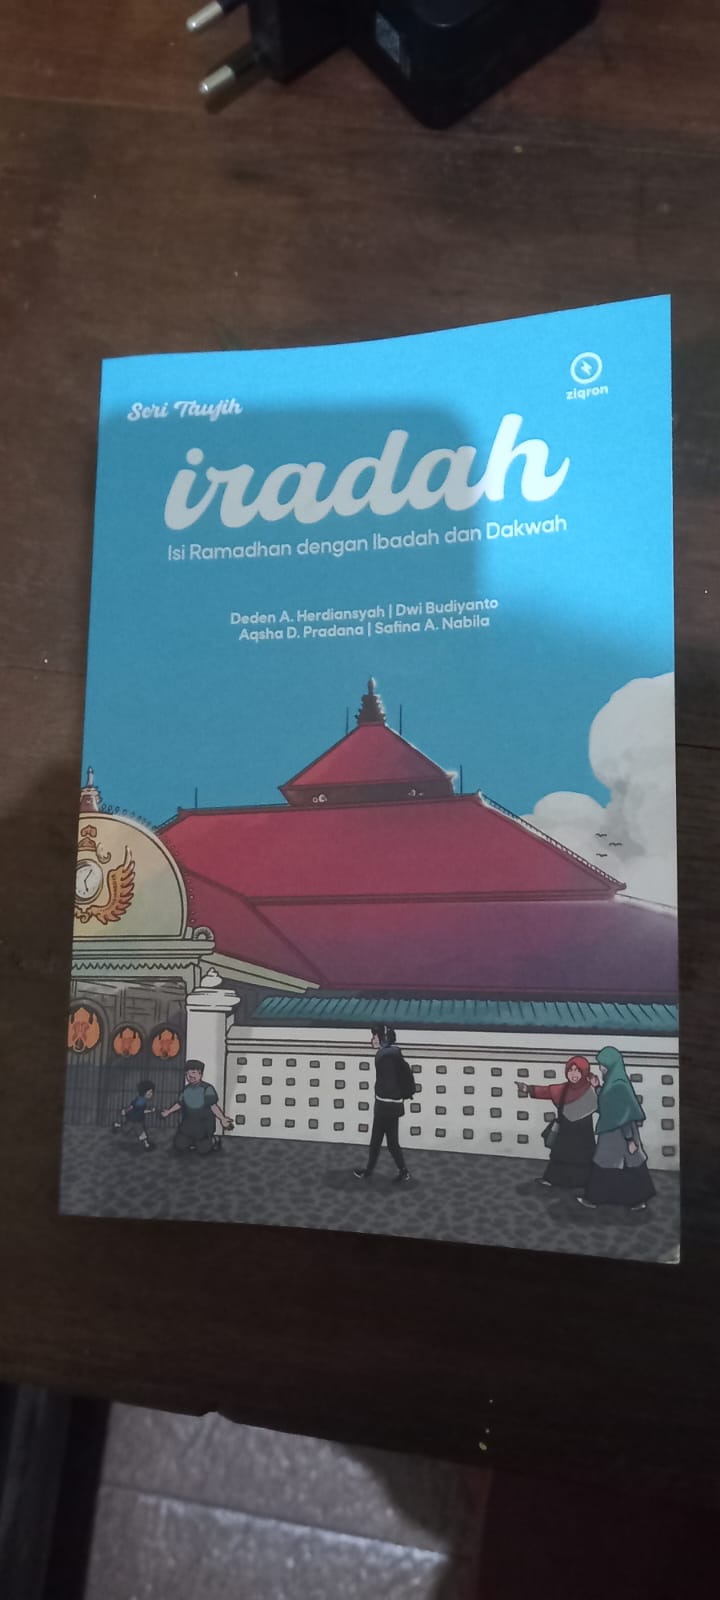 Seri Taujih
ziqron
iradah
Isi Ramadhan dengan Ibadah dan Dakwah
Deden A. Herdiansyah | Dwi Budiyanto
Aqsha D. Pradana | Safina A. Nabila